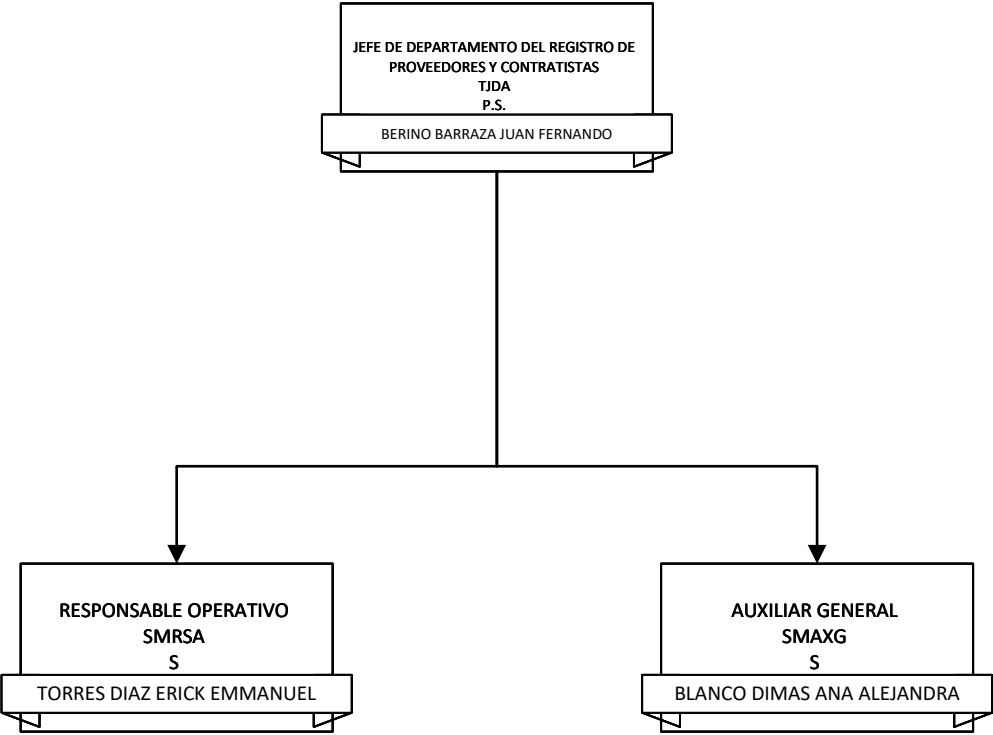 JEFE DE DEPARTAMENTO DEL REGISTRO DE
PROVEEDORES Y CONTRATISTAS
TJDA
P.S.
BERINO BARRAZA JUAN FERNANDO
RESPONSABLE OPERATIVO
SMRSA
S
TORRES DIAZ ERICK EMMANUEL
AUXILIAR GENERAL
SMAXG
S
BLANCO DIMAS ANA ALEJANDRA